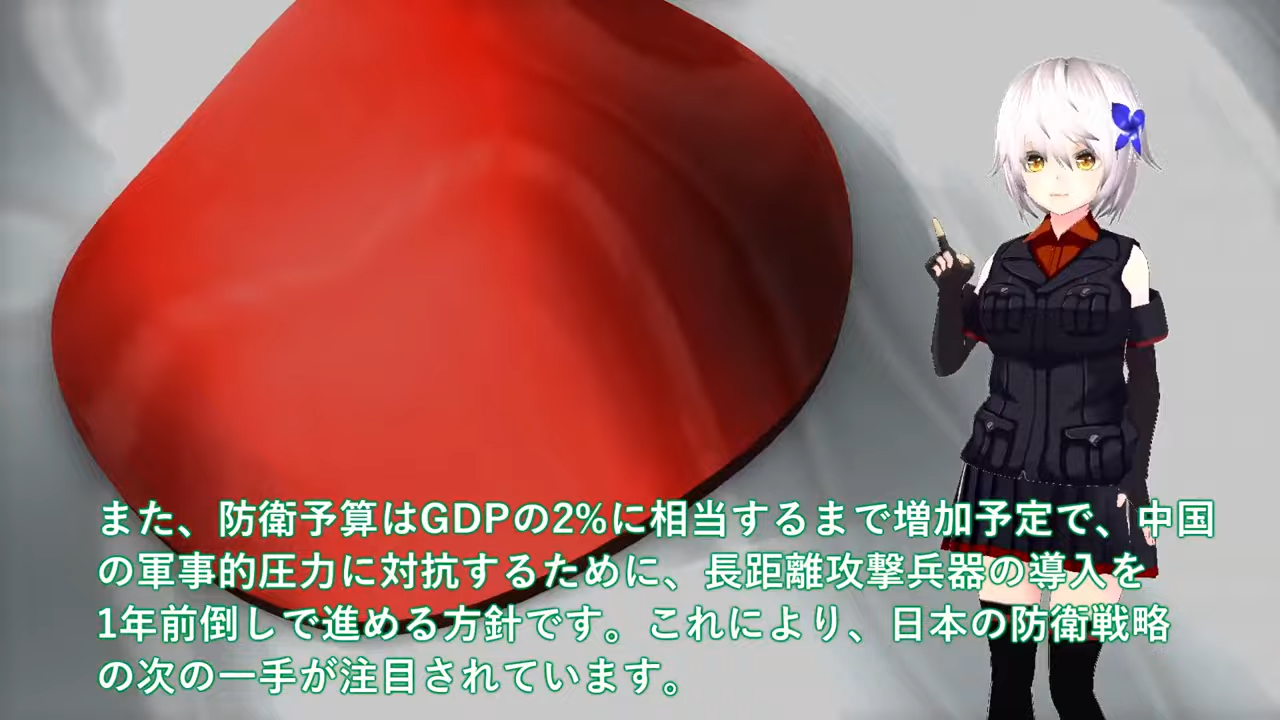 また、防衛予算はGDPの2%に相当するまで増加予定で、中国
の軍事的圧力に対抗するために、長距離攻撃兵器の導入を
1年前倒しで進める方針です。これにより、日本の防衛戦略
の次の一手が注目されています。